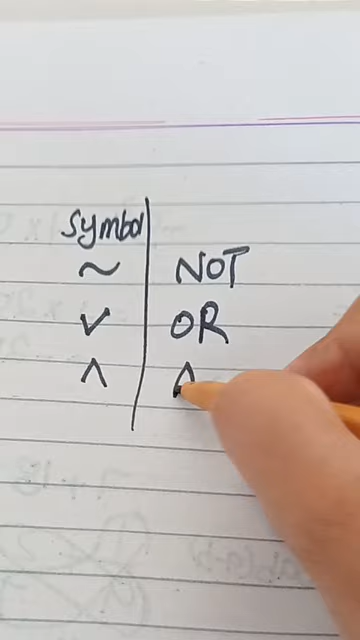 Symbol
~ NOT
∨ OR
∧ A